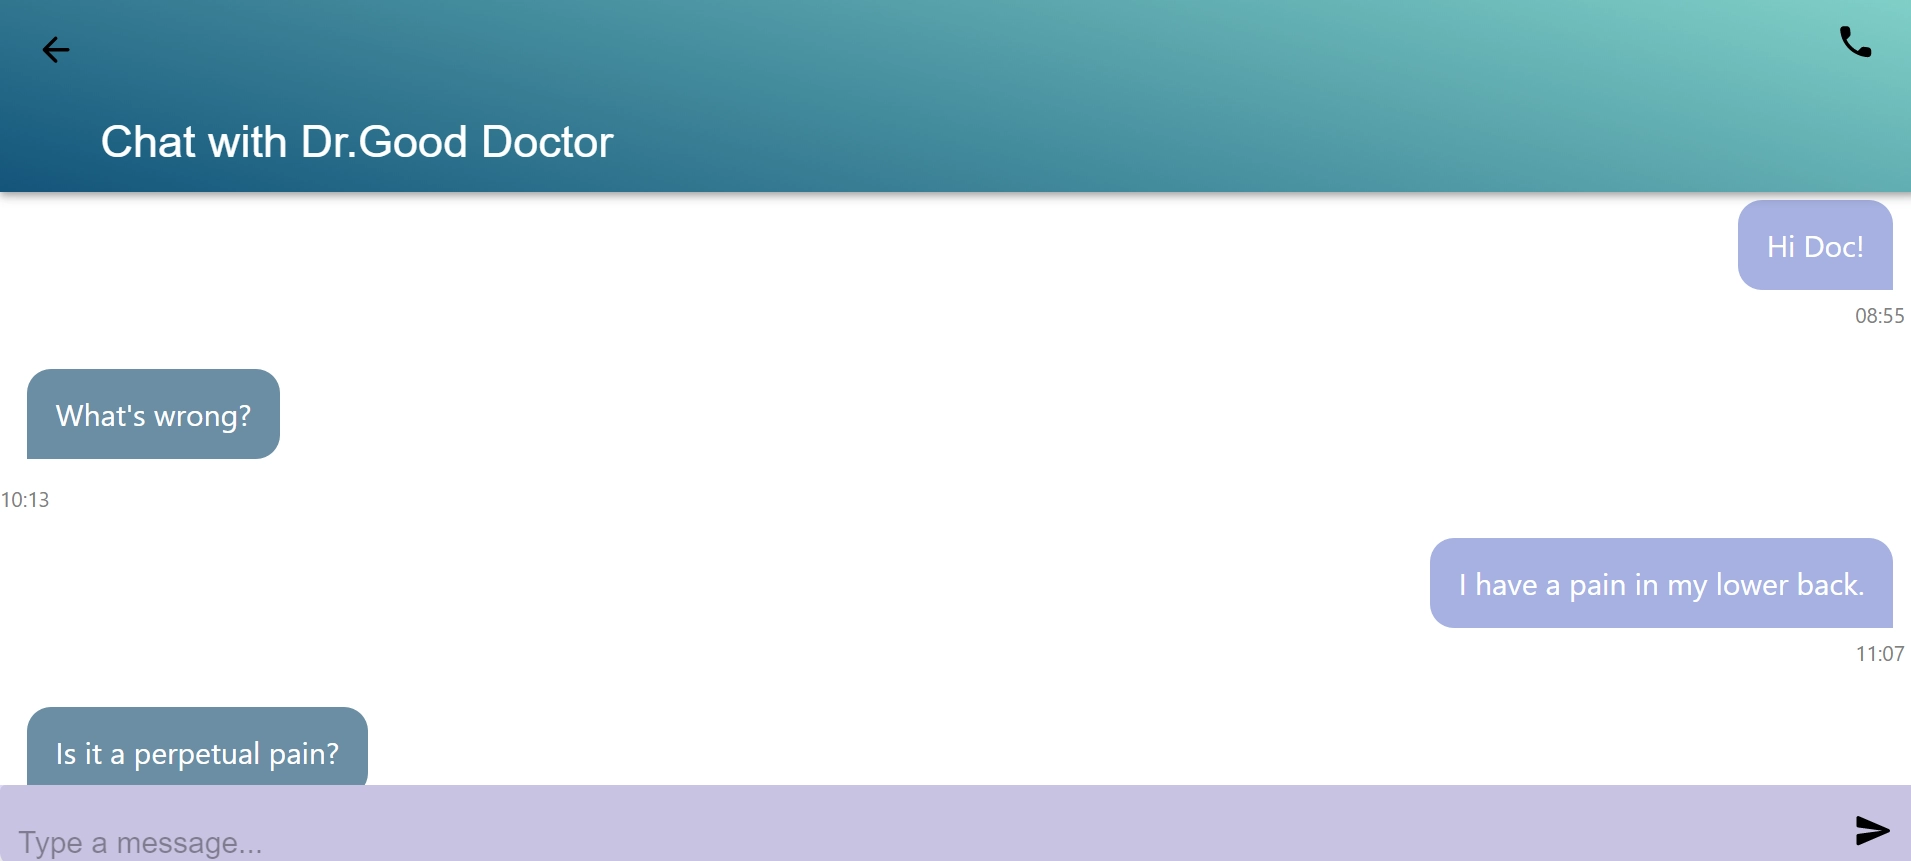 Chat with Dr.Good Doctor
Hi Doc!
08:55
What's wrong?
10:13
I have a pain in my lower back.
11:07
Is it a perpetual pain?
Type a message...